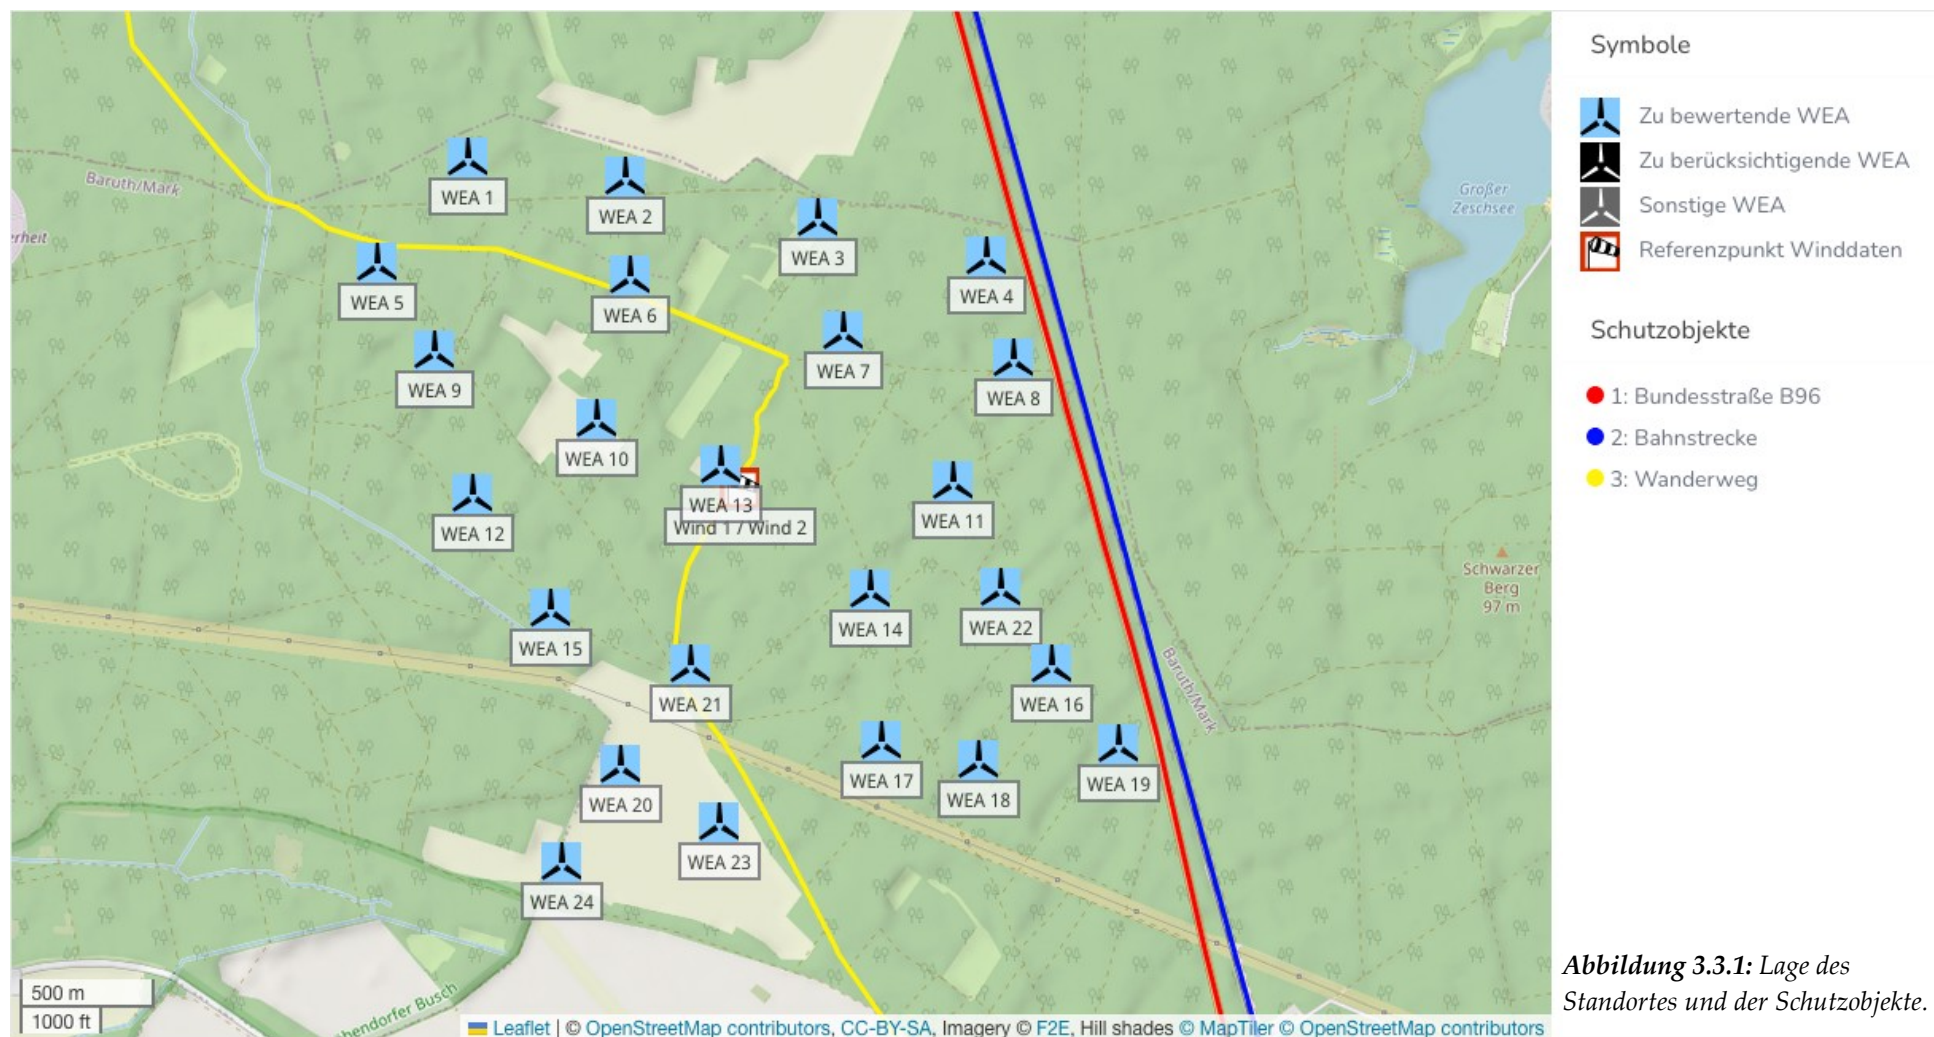 Baruth/Mark
erheit
WEA 1
WEA 2
WEA 3
WEA 4
WEA 5
WEA 6
WEA 7
WEA 8
WEA 9
WEA 10
WEA 13
Wind 1 / Wind 2
WEA 11
WEA 12
WEA 14
WEA 22
WEA 15
WEA 21
WEA 16
WEA 17
WEA 18
WEA 19
WEA 20
WEA 23
WEA 24
Großer
Zeschsee
Schwarzer
Berg
97 m
Baruth/Mark
bendorfer Busch
500 m
1000 ft
Leaflet | © OpenStreetMap contributors, CC-BY-SA, Imagery © F2E, Hill shades © MapTiler © OpenStreetMap contributors
Symbole
Zu bewertende WEA
Zu berücksichtigende WEA
Sonstige WEA
Referenzpunkt Winddaten
Schutzobjekte
1: Bundesstraße B96
2: Bahnstrecke
3: Wanderweg
Abbildung 3.3.1: Lage des
Standortes und der Schutzobjekte.